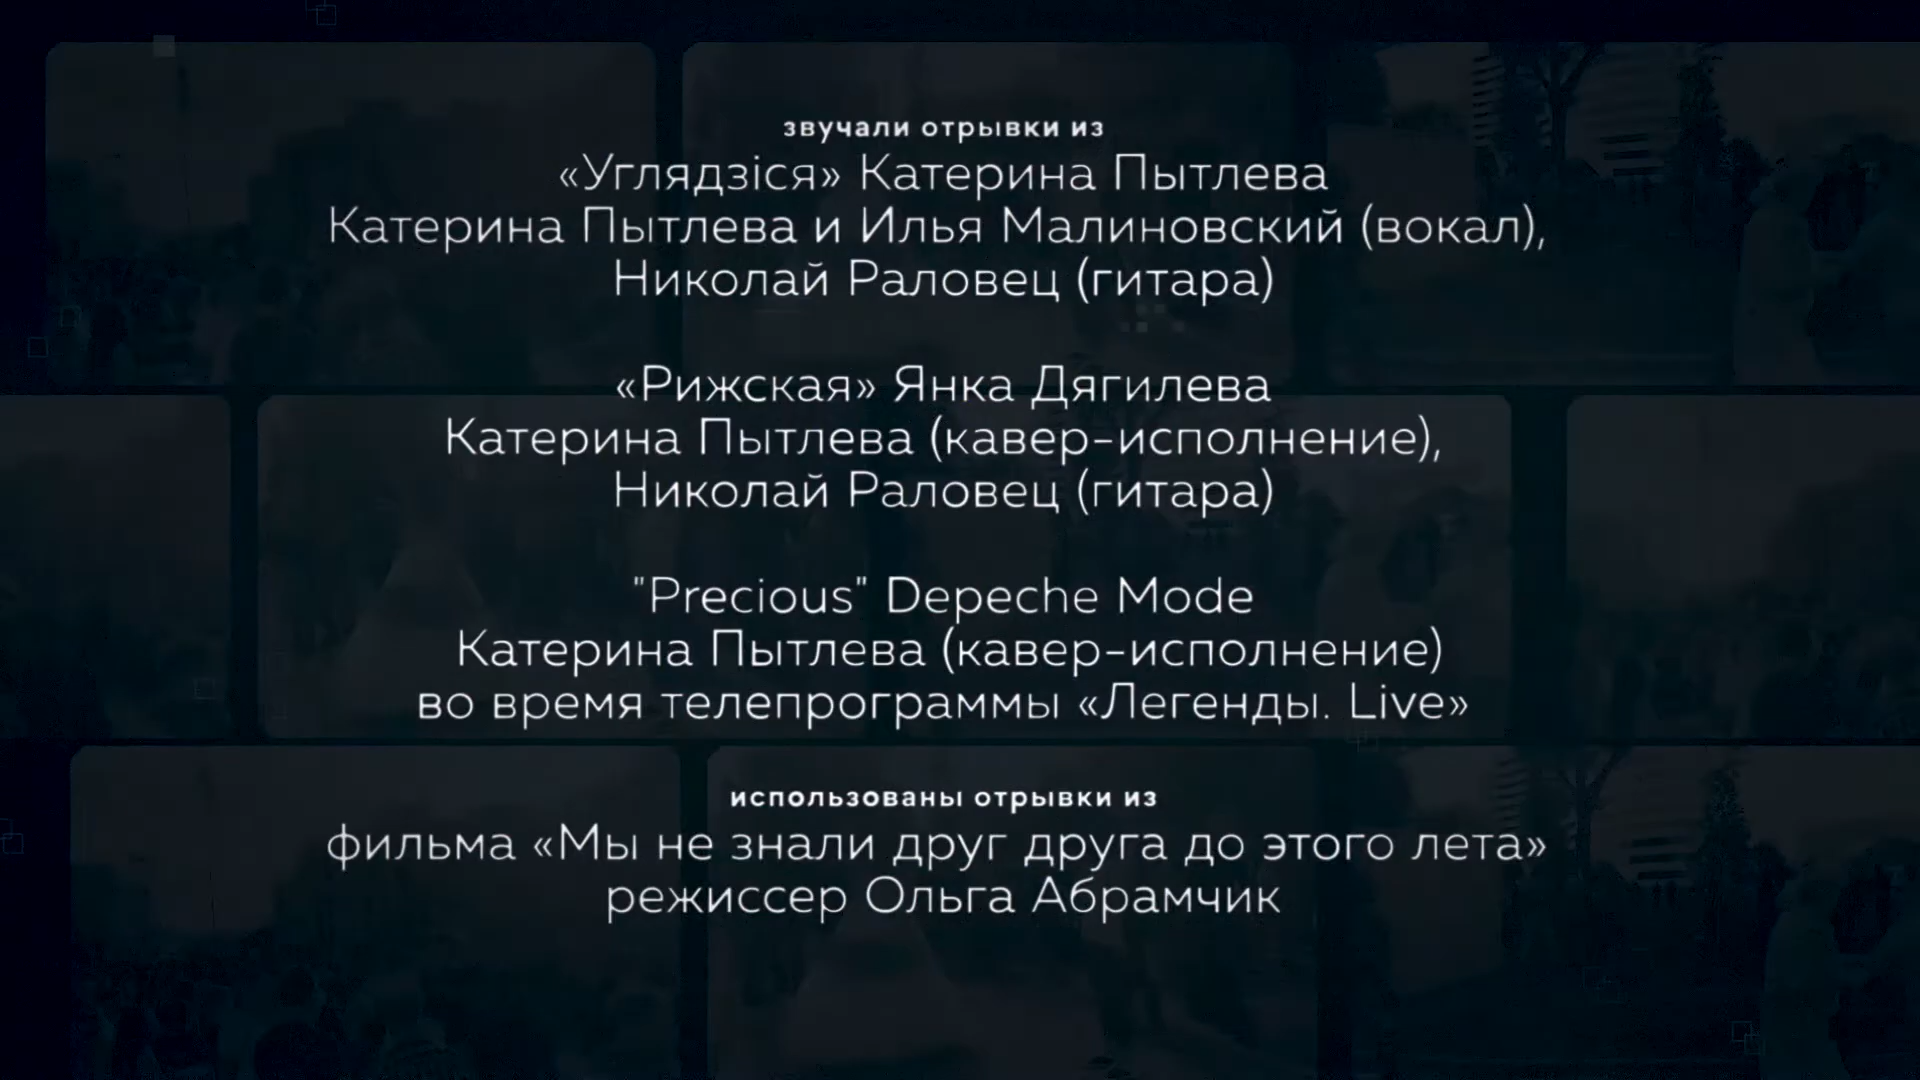 звучали отрывки из
«Углядзіся» Катерина Пытлева
Катерина Пытлева и Илья Малиновский (вокал),
Николай Раловец (гитара)
«Рижская» Янка Дягилева
Катерина Пытлева (кавер-исполнение),
Николай Раловец (гитара)
"Precious" Depeche Mode
Катерина Пытлева (кавер-исполнение)
во время телепрограммы «Легенды. Live»
использованы отрывки из
фильма «Мы не знали друг друга до этого лета»
режиссер Ольга Абрамчик